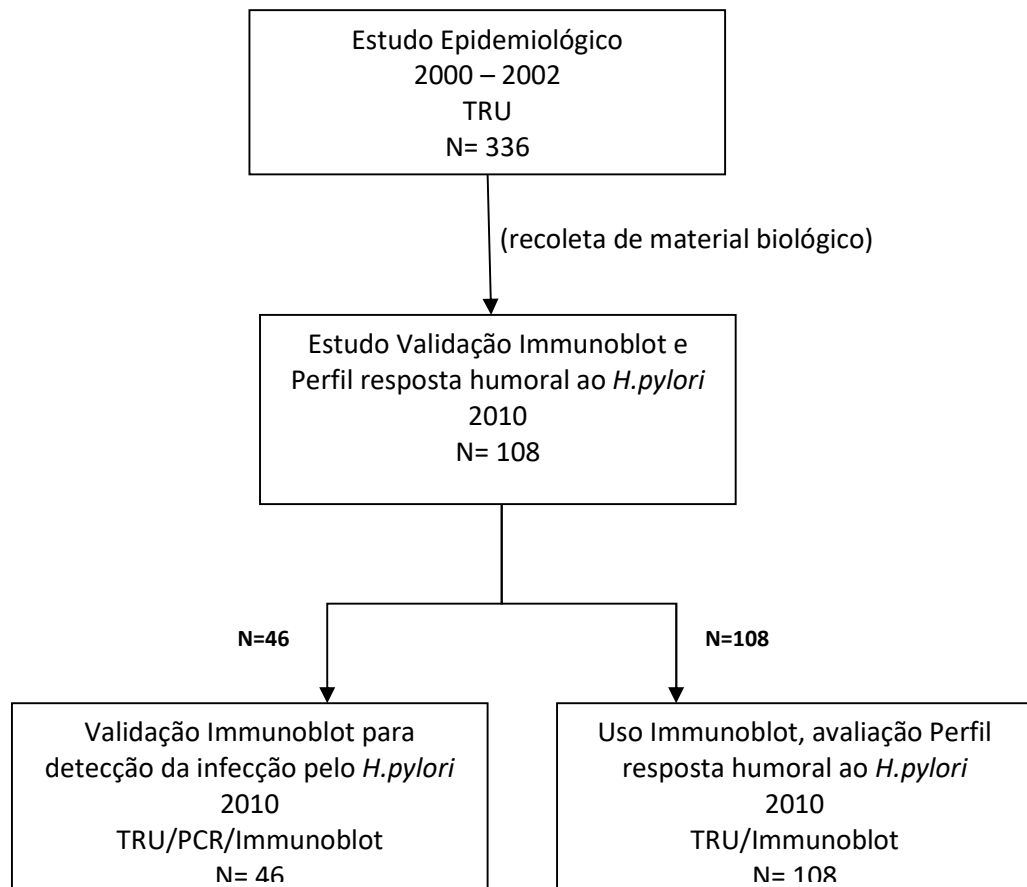 Estudo Epidemiológico
2000 – 2002
TRU
N= 336
(recoleta de material biológico)
Estudo Validação Immunoblot e
Perfil resposta humoral ao H.pylori
2010
N= 108
N=46
N=108
Validação Immunoblot para
detecção da infecção pelo H.pylori
2010
TRU/PCR/Immunoblot
N= 46
Uso Immunoblot, avaliação Perfil
resposta humoral ao H.pylori
2010
TRU/Immunoblot
N= 108